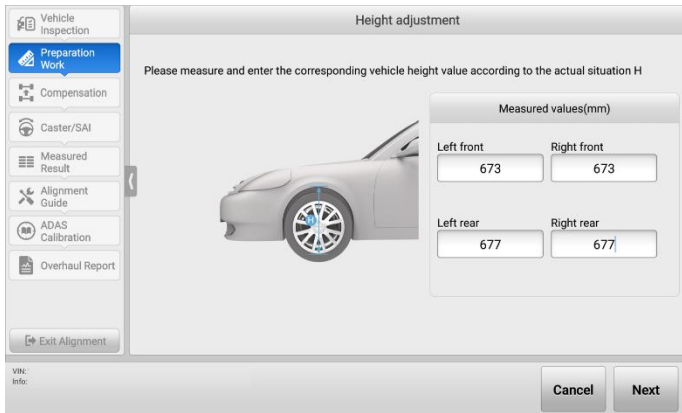 Vehicle
Inspection
Preparation
Work
Compensation
Caster/SAI
Measured
Result
Alignment
Guide
ADAS
Calibration
Overhaul Report
Exit Alignment
Height adjustment
Please measure and enter the corresponding vehicle height value according to the actual situation H
H
Measured values(mm)
Left front Right front
673 673
Left rear Right rear
677 677
VIN:
Info:
Cancel Next